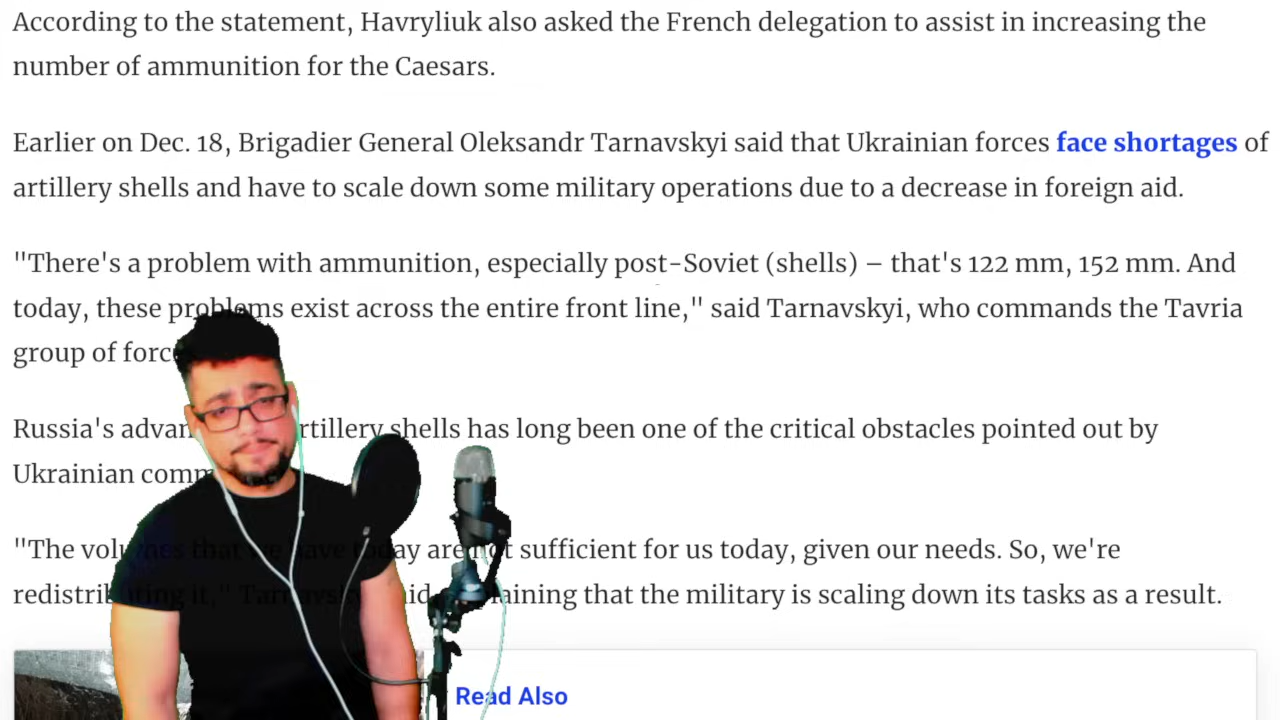 According to the statement, Havryliuk also asked the French delegation to assist in increasing the
number of ammunition for the Caesars.
Earlier on Dec. 18, Brigadier General Oleksandr Tarnavskyi said that Ukrainian forces face shortages of
artillery shells and have to scale down some military operations due to a decrease in foreign aid.
"There's a problem with ammunition, especially post-Soviet (shells) – that's 122 mm, 152 mm. And
today, these problems exist across the entire front line," said Tarnavskyi, who commands the Tavria
group of forc
Russia's advan rtillery shells has long been one of the critical obstacles pointed out by
Ukrainian comm
"The volumes that we have today are not sufficient for us today, given our needs. So, we're
redistributing it," Tarnavskyi said, explaining that the military is scaling down its tasks as a result.
Read Also